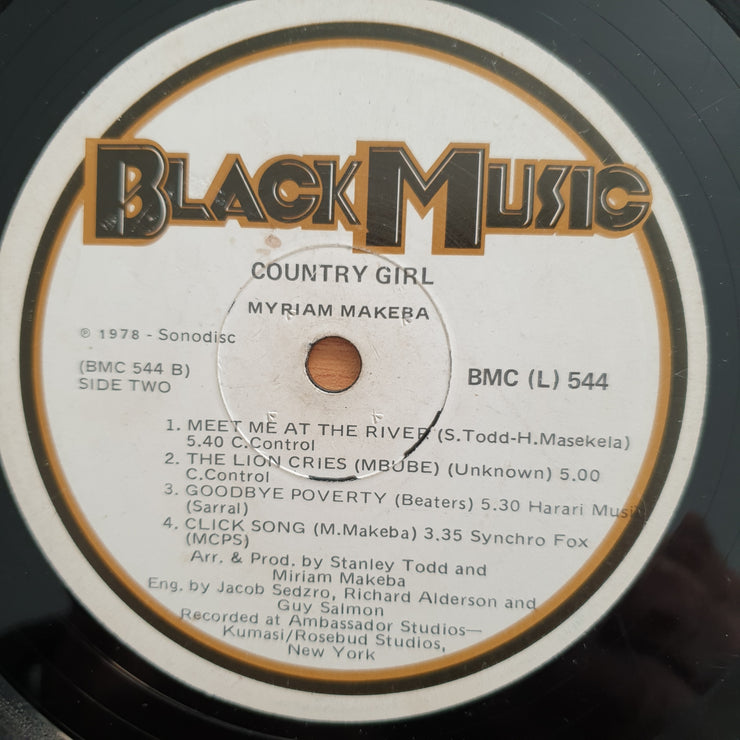 BLACK MUSIC
COUNTRY GIRL
MYRIAM MAKEBA
℗ 1978 - Sonodisc
(BMC 544 B)
SIDE TWO
BMC (L) 544
1. MEET ME AT THE RIVER (S.Todd-H.Masekela)
5.40 C.Control
2. THE LION CRIES (MBUBE) (Unknown) 5.00
C.Control
3. GOODBYE POVERTY (Beaters) 5.30 Harari Music
(Sarral)
4. CLICK SONG (M.Makeba) 3.35 Synchro Fox
(MCPS)
Arr. & Prod. by Stanley Todd and
Miriam Makeba
Eng. by Jacob Sedzro, Richard Alderson and
Guy Salmon
Recorded at Ambassador Studios—
Kumasi/Rosebud Studios,
New York